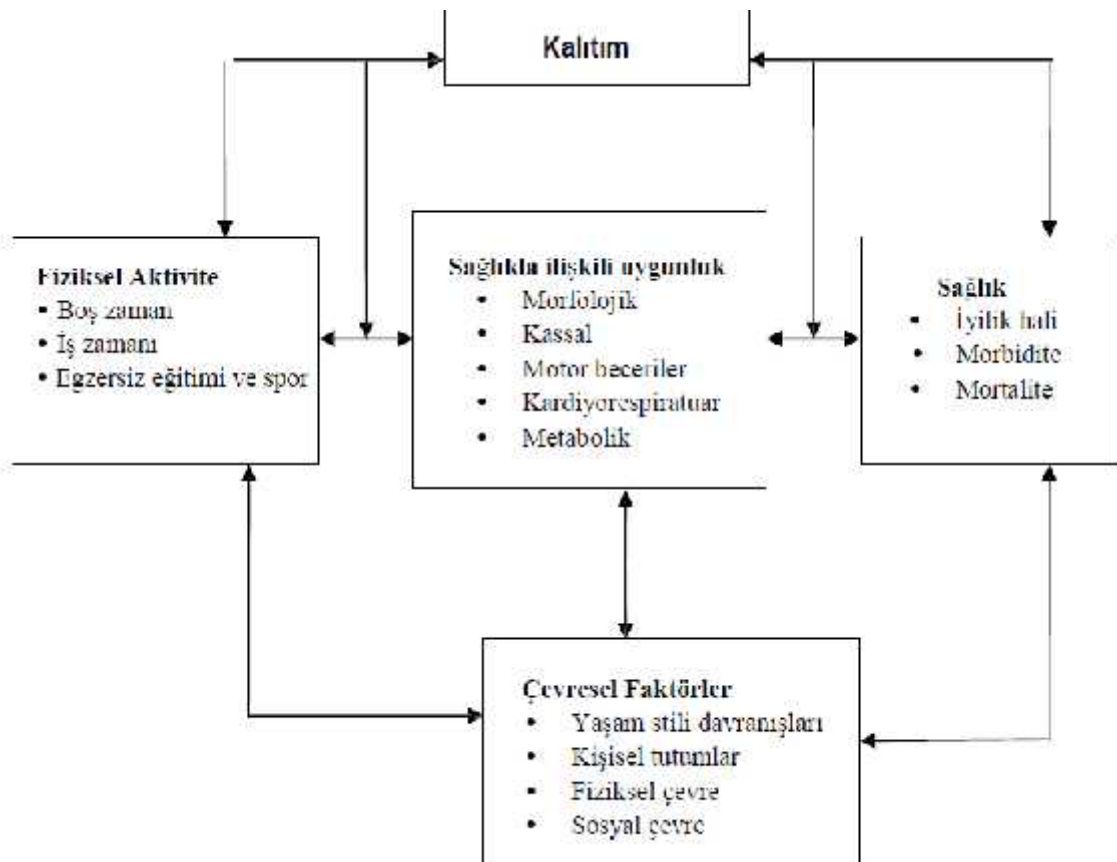 Kalıtım
Fiziksel Aktivite
• Boş zaman
• İş zamanı
• Egzersiz eğitimi ve spor
Sağlıkla ilişkili uygunluk
• Morfolojik
• Kassal
• Motor beceriler
• Kardiyorespiratuar
• Metabolik
Sağlık
• İyilik hali
• Morbidite
• Mortalite
Çevresel Faktörler
• Yaşam stili davranışları
• Kişisel tutumlar
• Fiziksel çevre
• Sosyal çevre